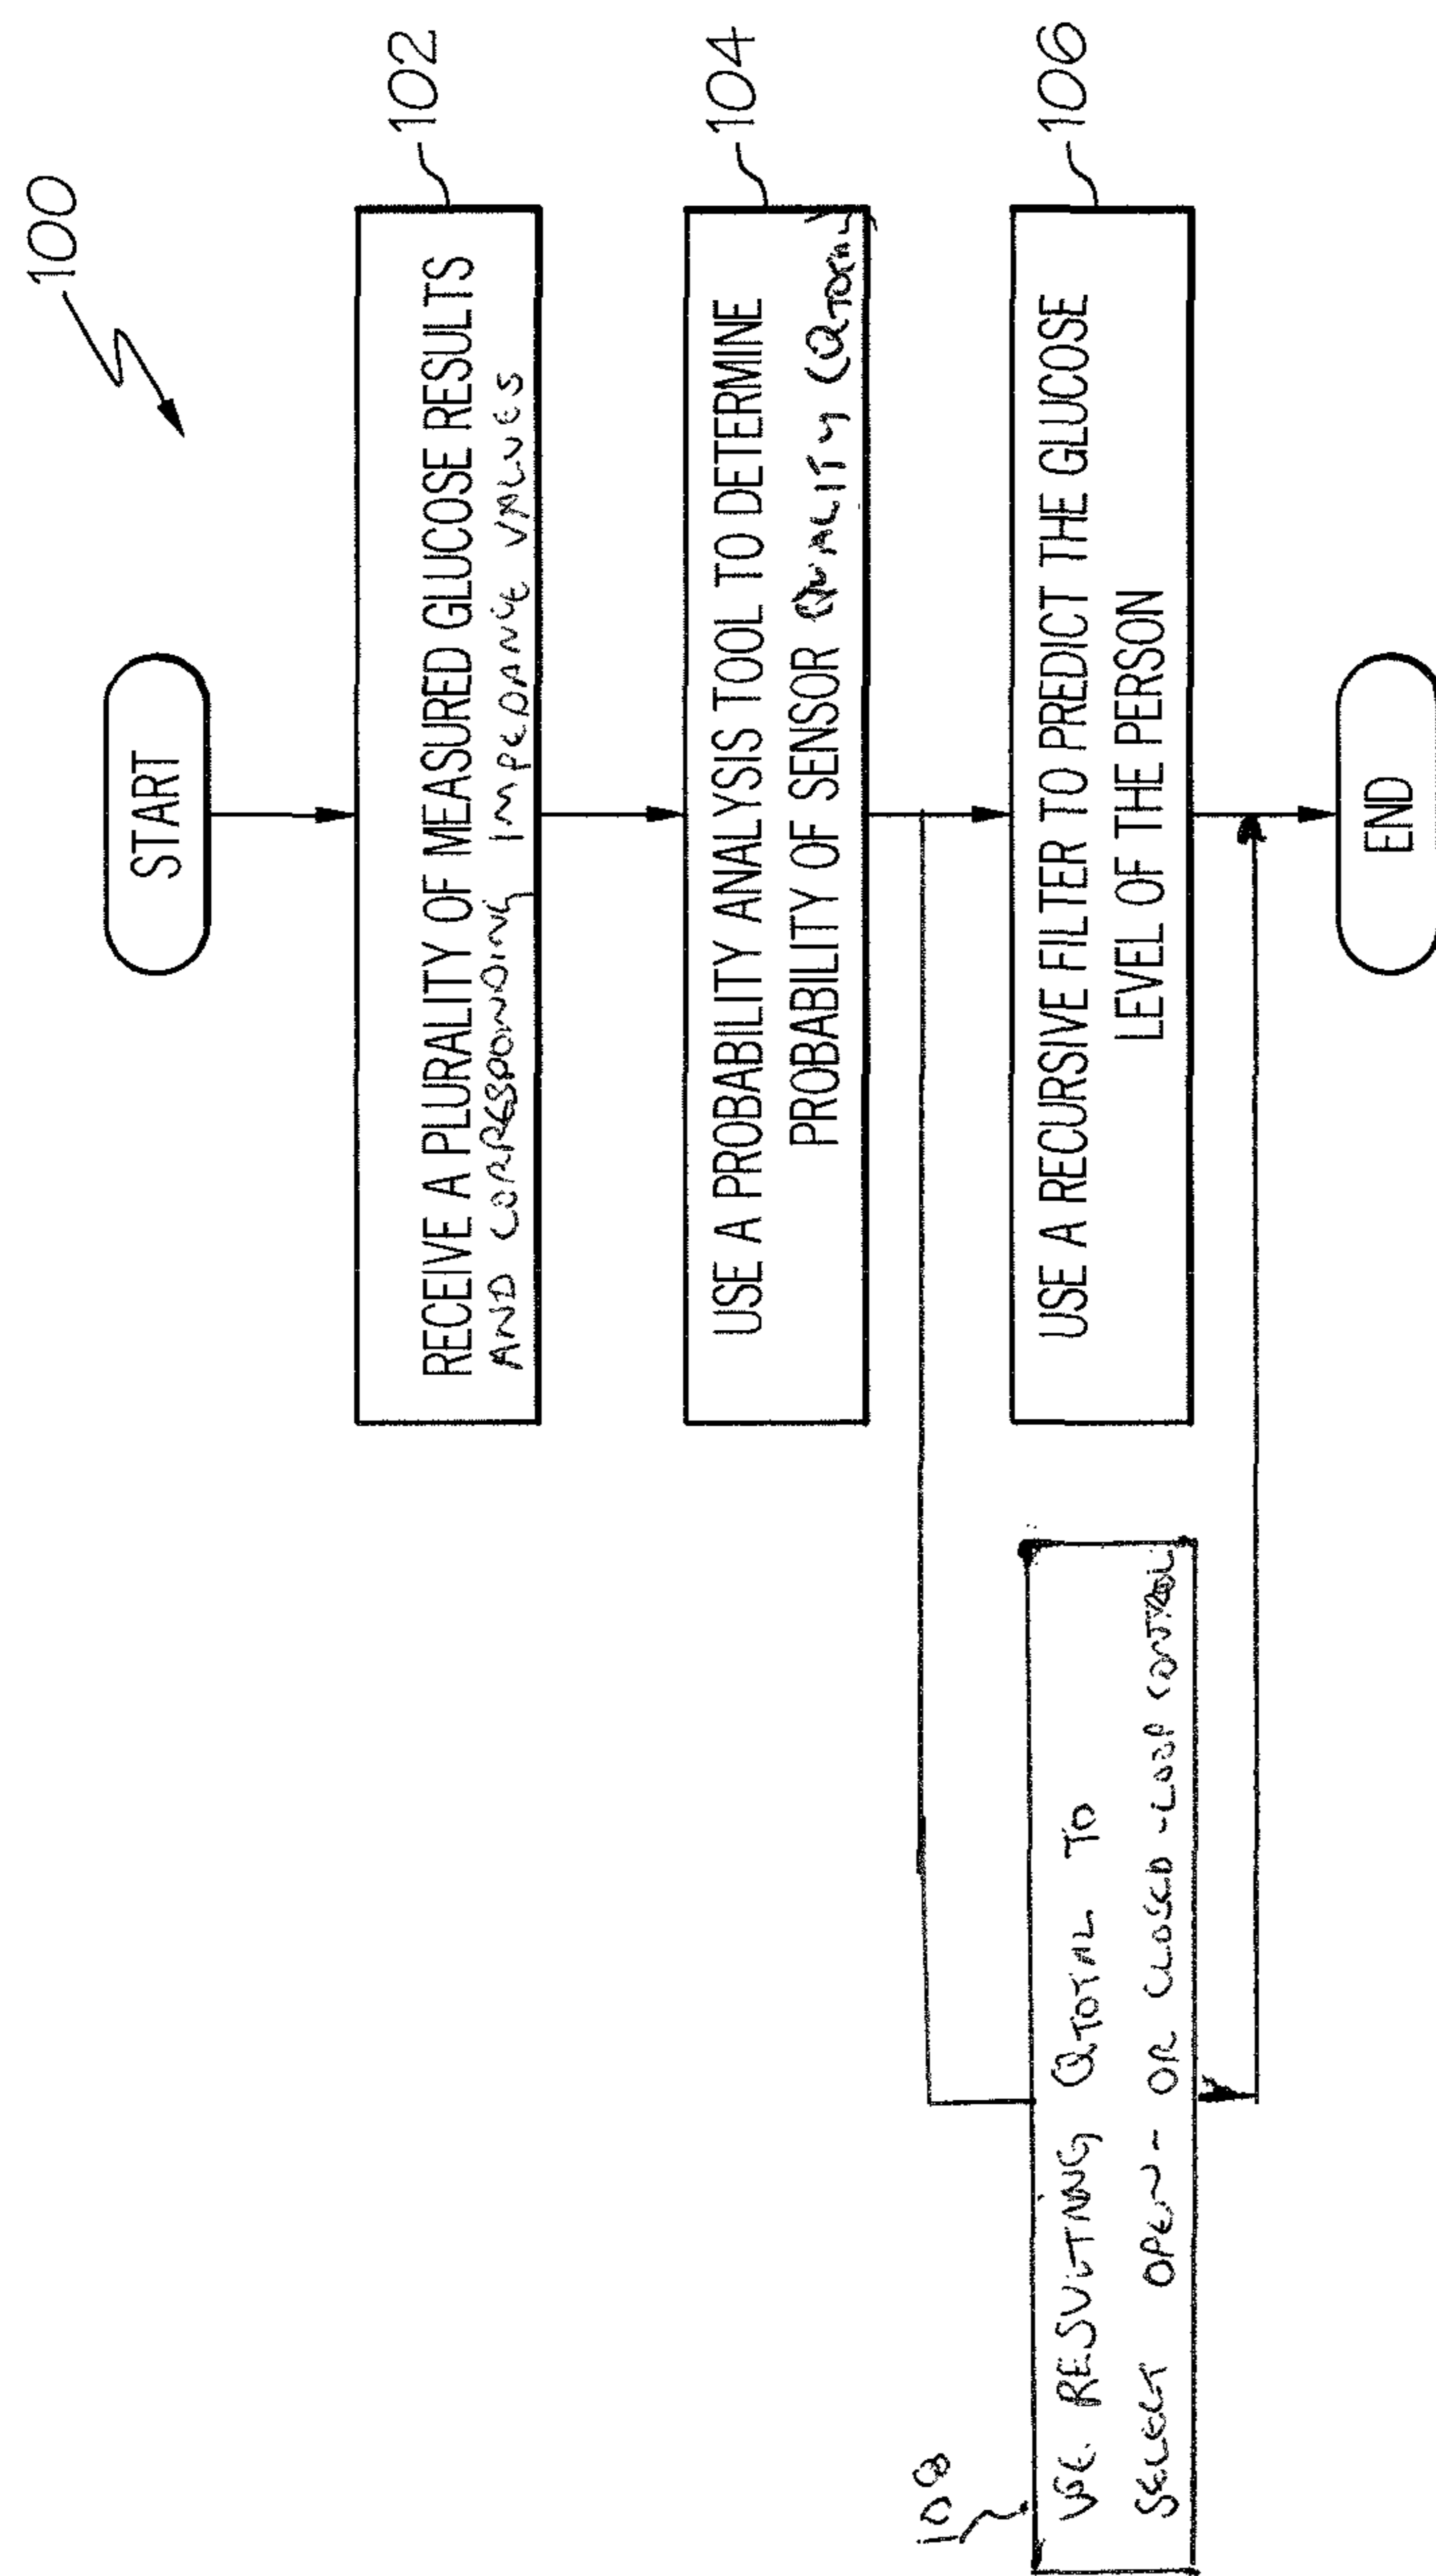 100
START
RECEIVE A PLURALITY OF MEASURED GLUCOSE RESULTS
AND CORRESPONDING IMPEDANCE VALUES
102
USE A PROBABILITY ANALYSIS TOOL TO DETERMINE
PROBABILITY OF SENSOR QUALITY (QTOTAL)
104
USE A RECURSIVE FILTER TO PREDICT THE GLUCOSE
LEVEL OF THE PERSON
106
108
USE RESULTING QTOTAL TO
SELECT OPEN- OR CLOSED-LOOP CONTROL
END